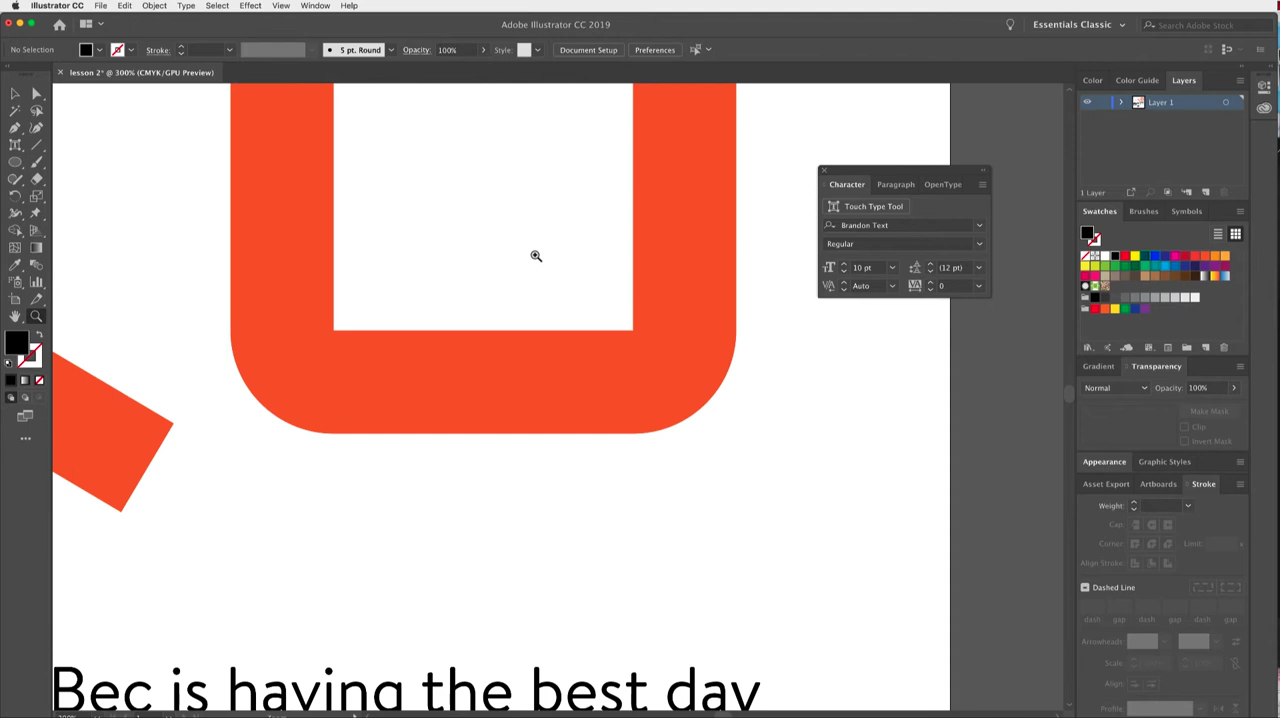 Illustrator CC File Edit Object Type Select Effect View Window Help
Adobe Illustrator CC 2019
Essentials Classic
Search Adobe Stock
No Selection
Stroke:
5 pt. Round
Opacity: 100%
Style:
Document Setup
Preferences
lesson 2* @ 300% (CMYK/GPU Preview)
Color Color Guide Layers
Layer 1
1 Layer
Swatches Brushes Symbols
Character Paragraph OpenType
Touch Type Tool
Brandon Text
Regular
10 pt (12 pt)
Auto 0
Gradient Transparency
Normal Opacity: 100%
Make Mask
Clip
Invert Mask
Appearance Graphic Styles
Asset Export Artboards Stroke
Weight:
Cap:
Corner: Limit:
Align Stroke:
Dashed Line
dash gap dash gap dash gap
Arrowheads:
Scale:
Align:
Profile:
Bec is having the best day